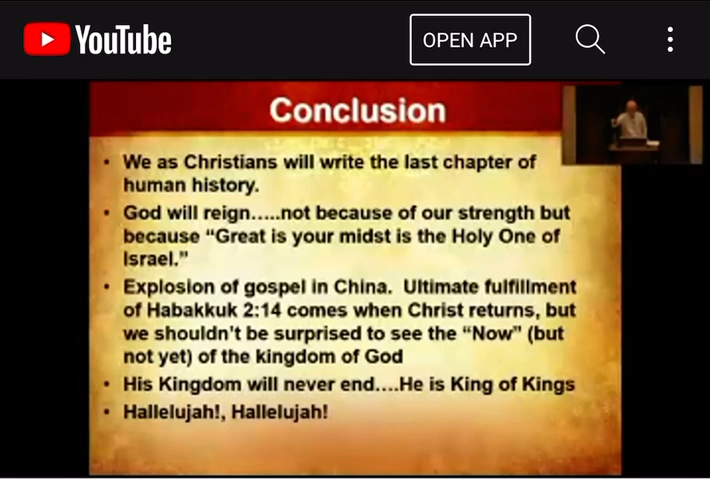 YouTube
OPEN APP
Conclusion
• We as Christians will write the last chapter of
human history.
• God will reign…..not because of our strength but
because “Great is your midst is the Holy One of
Israel.”
• Explosion of gospel in China.  Ultimate fulfillment
of Habakkuk 2:14 comes when Christ returns, but
we shouldn’t be surprised to see the “Now” (but
not yet) of the kingdom of God
• His Kingdom will never end….He is King of Kings
• Hallelujah!, Hallelujah!